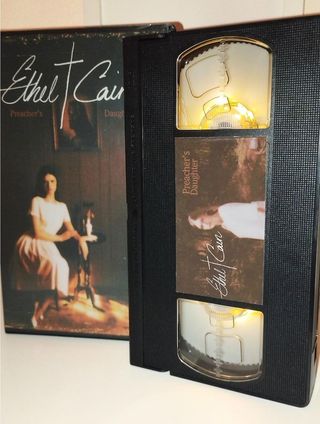 Ethel † Cain
Preacher's Daughter
Preacher's
Daughter
Ethel † Cain